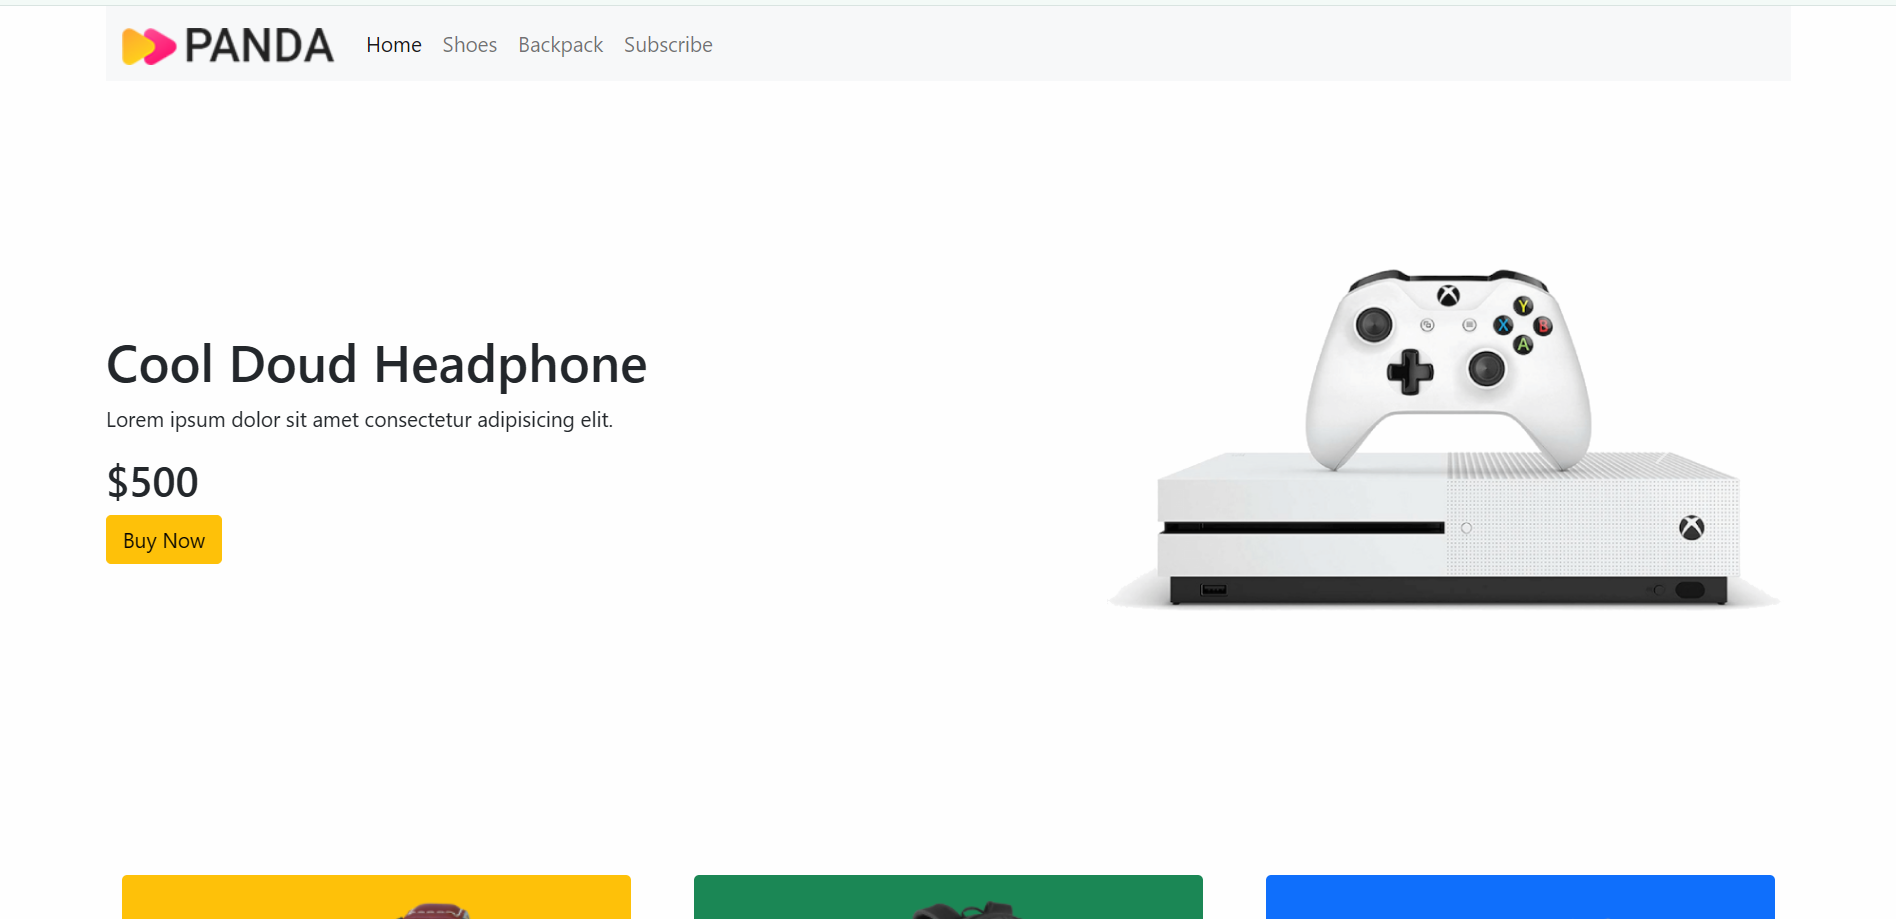 PANDA Home Shoes Backpack Subscribe
Cool Doud Headphone
Lorem ipsum dolor sit amet consectetur adipisicing elit.
$500
Buy Now
Y
X B
A